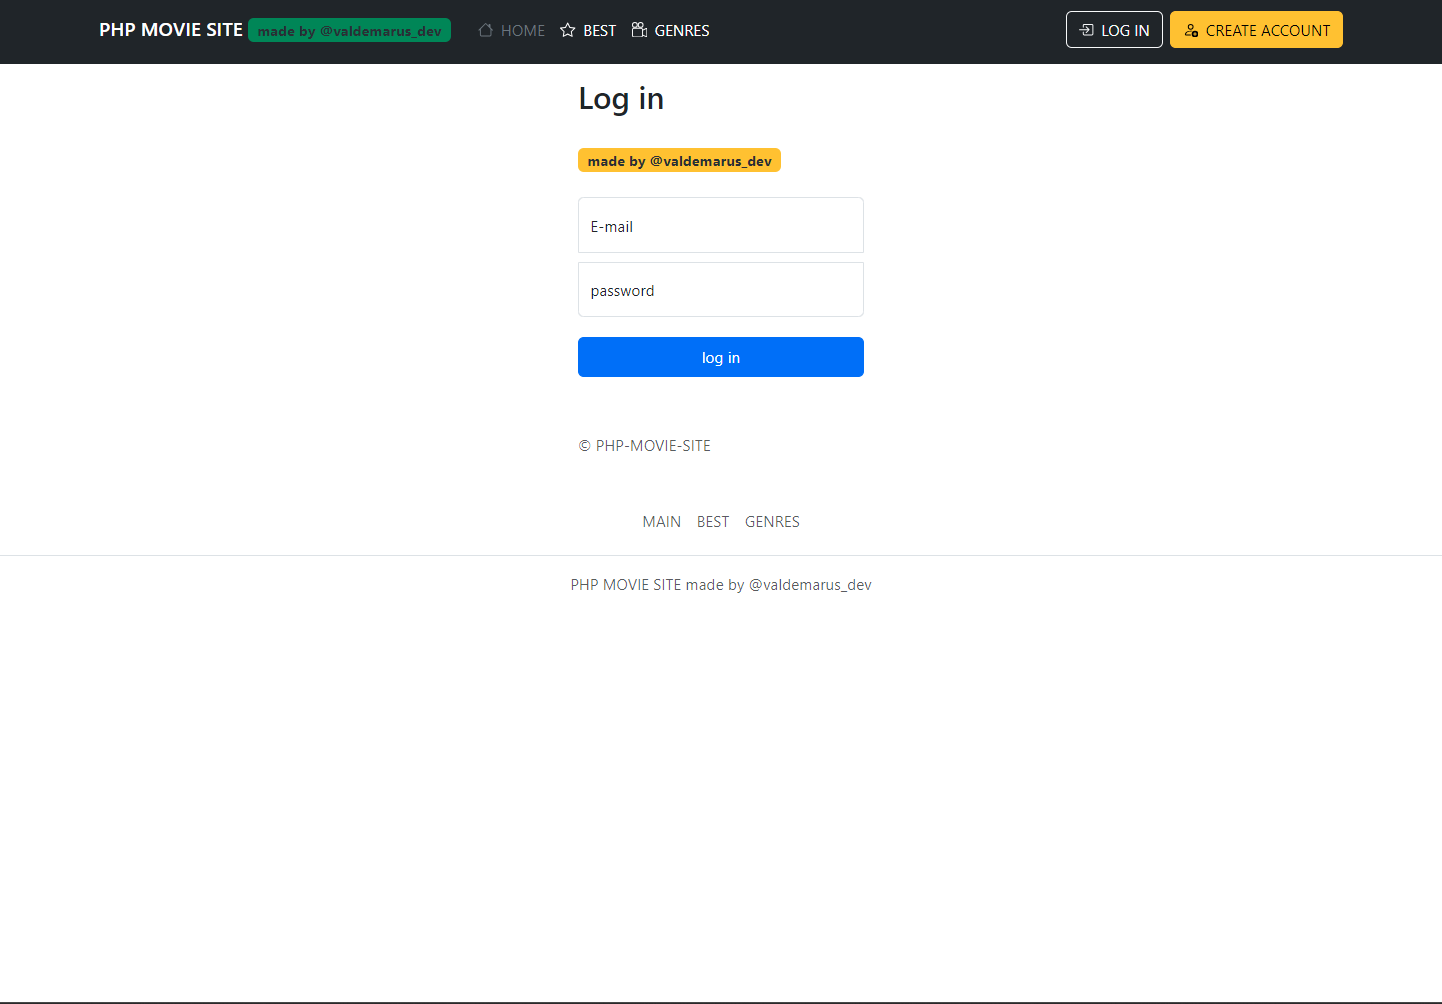 PHP MOVIE SITE made by @valdemarus_dev HOME BEST GENRES LOG IN CREATE ACCOUNT
Log in
made by @valdemarus_dev
E-mail
password
log in
© PHP-MOVIE-SITE
MAIN BEST GENRES
PHP MOVIE SITE made by @valdemarus_dev